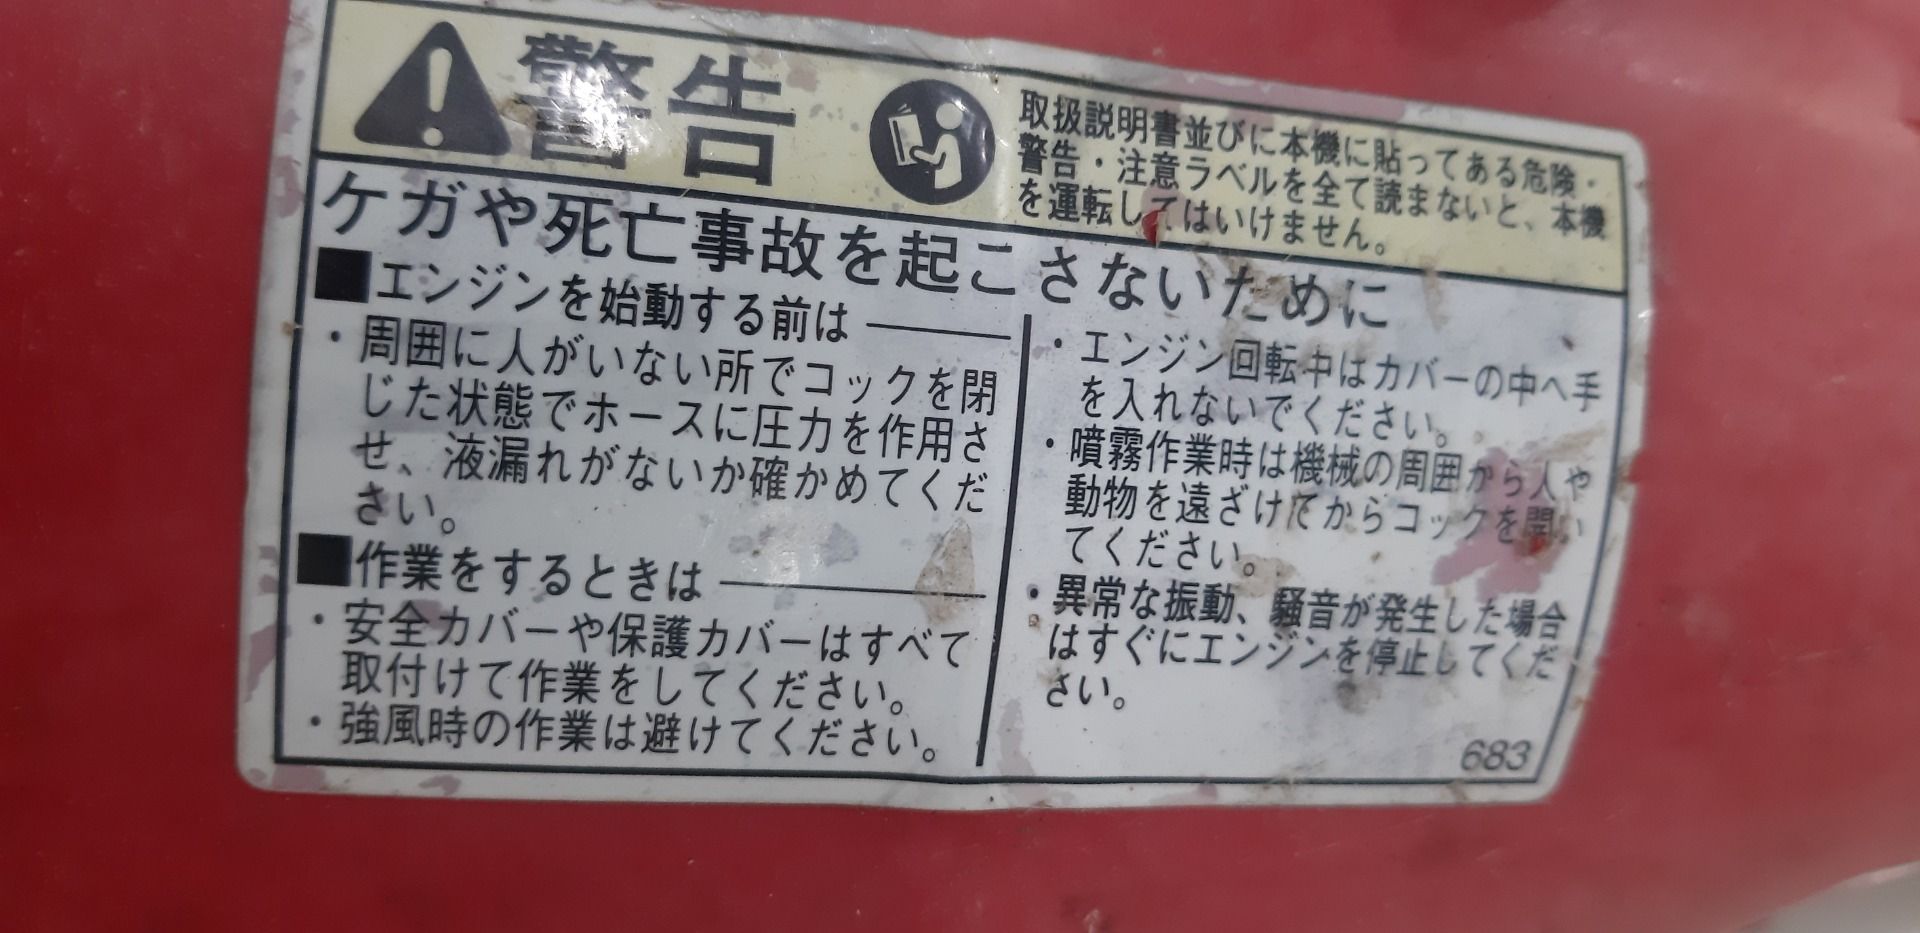 警告
取扱説明書並びに本機に貼ってある危険・
警告・注意ラベルを全て読まないと、本機
を運転してはいけません。
ケガや死亡事故を起こさないために
■エンジンを始動する前は
・周囲に人がいない所でコックを閉
じた状態でホースに圧力を作用さ
せ、液漏れがないか確かめてくだ
さい。
■作業をするときは
・安全カバーや保護カバーはすべて
取付けて作業をしてください。
・強風時の作業は避けてください。
・エンジン回転中はカバーの中へ手
を入れないでください。
・噴霧作業時は機械の周囲から人や
動物を遠ざけてからコックを開い
てください。
・異常な振動、騒音が発生した場合
はすぐにエンジンを停止してくだ
さい。
683